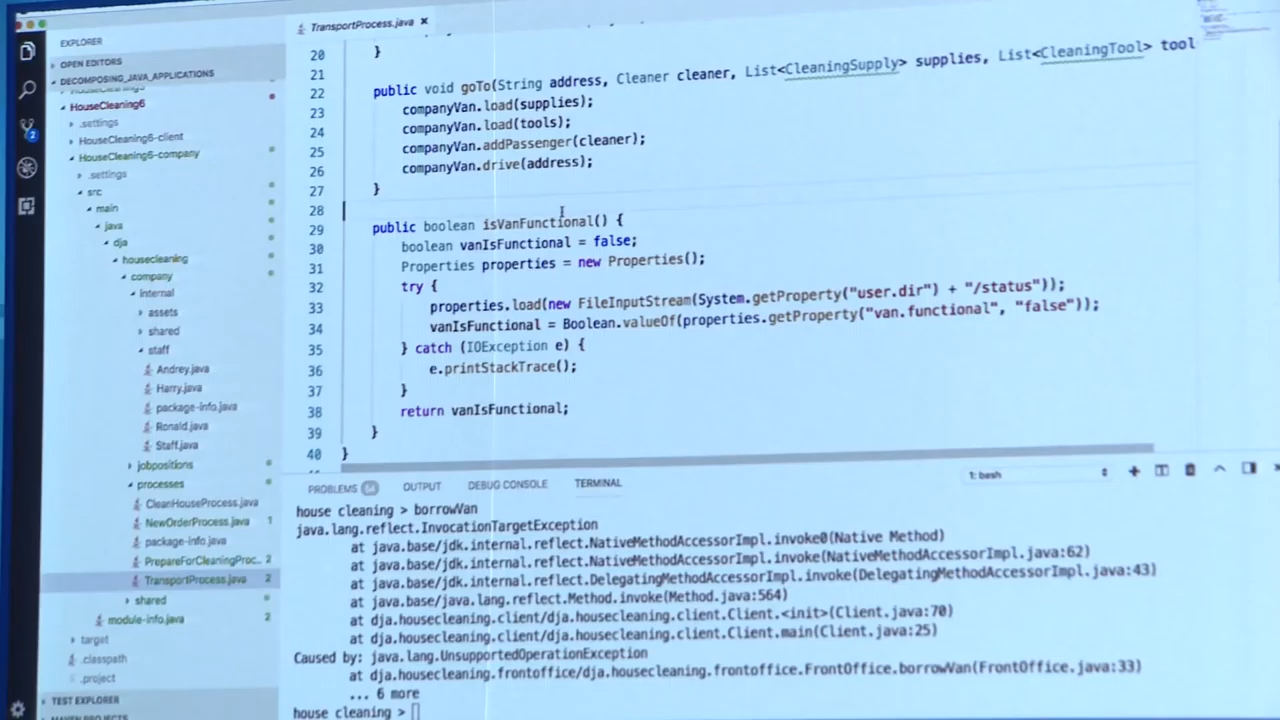 EXPLORER
OPEN EDITORS
DECOMPOSING_JAVA_APPLICATIONS
HouseCleaning6
.settings
HouseCleaning6-client
HouseCleaning6-company
.settings
src
main
java
dja
housecleaning
company
internal
assets
shared
staff
Andrey.java
Harry.java
package-info.java
Ronald.java
Staff.java
jobpositions
processes
CleanHouseProcess.java
NewOrderProcess.java 1
package-info.java
PrepareForCleaningProc... 2
TransportProcess.java 2
shared
module-info.java 2
target
.classpath
.project
TEST EXPLORER
MAVEN PROJECTS
2
TransportProcess.java ×
20 }
21
22 public void goTo(String address, Cleaner cleaner, List<CleaningSupply> supplies, List<CleaningTool> tool
23 companyVan.load(supplies);
24 companyVan.load(tools);
25 companyVan.addPassenger(cleaner);
26 companyVan.drive(address);
27 }
28
29 public boolean isVanFunctional() {
30 boolean vanIsFunctional = false;
31 Properties properties = new Properties();
32 try {
33 properties.load(new FileInputStream(System.getProperty("user.dir") + "/status"));
34 vanIsFunctional = Boolean.valueOf(properties.getProperty("van.functional", "false"));
35 } catch (IOException e) {
36 e.printStackTrace();
37 }
38 return vanIsFunctional;
39 }
40 }
PROBLEMS 64 OUTPUT DEBUG CONSOLE TERMINAL 1: bash
house cleaning > borrowVan
java.lang.reflect.InvocationTargetException
at java.base/jdk.internal.reflect.NativeMethodAccessorImpl.invoke0(Native Method)
at java.base/jdk.internal.reflect.NativeMethodAccessorImpl.invoke(NativeMethodAccessorImpl.java:62)
at java.base/jdk.internal.reflect.DelegatingMethodAccessorImpl.invoke(DelegatingMethodAccessorImpl.java:43)
at java.base/java.lang.reflect.Method.invoke(Method.java:564)
at dja.housecleaning.client/dja.housecleaning.client.Client.<init>(Client.java:70)
at dja.housecleaning.client/dja.housecleaning.client.Client.main(Client.java:25)
Caused by: java.lang.UnsupportedOperationException
at dja.housecleaning.frontoffice/dja.housecleaning.frontoffice.FrontOffice.borrowVan(FrontOffice.java:33)
... 6 more
house cleaning >